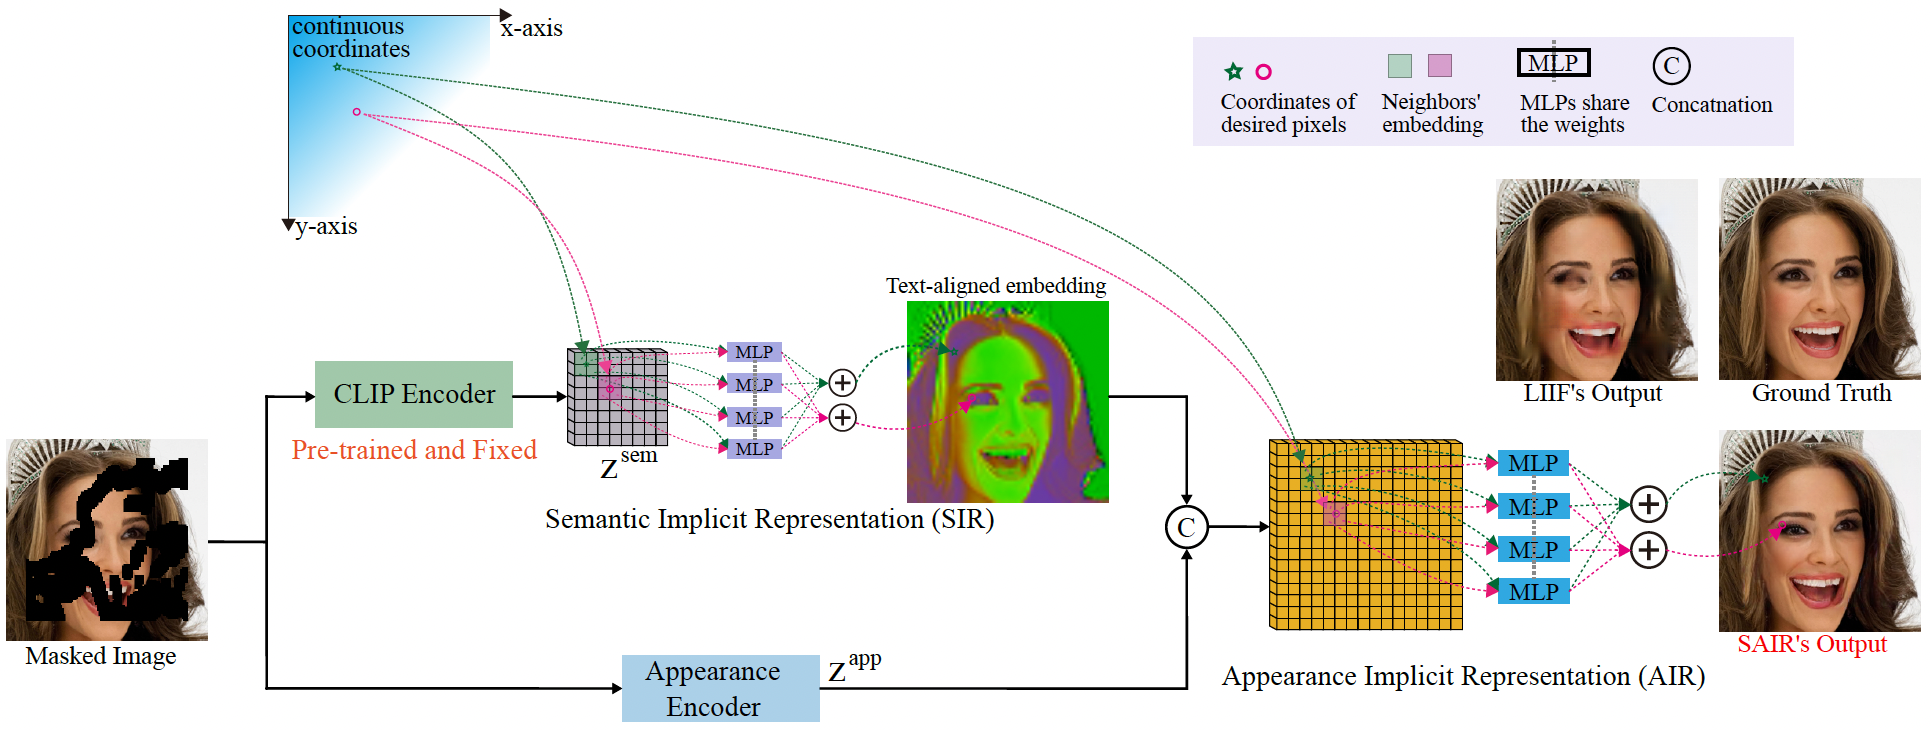 continuous
coordinates
x-axis
y-axis
MLP
C
Coordinates of
desired pixels
Neighbors'
embedding
MLPs share
the weights
Concatnation
LIIF's Output
Ground Truth
Text-aligned embedding
CLIP Encoder
Pre-trained and Fixed
z^sem
MLP
MLP
MLP
MLP
Semantic Implicit Representation (SIR)
Masked Image
C
Appearance
Encoder
z^app
MLP
MLP
MLP
MLP
Appearance Implicit Representation (AIR)
SAIR's Output